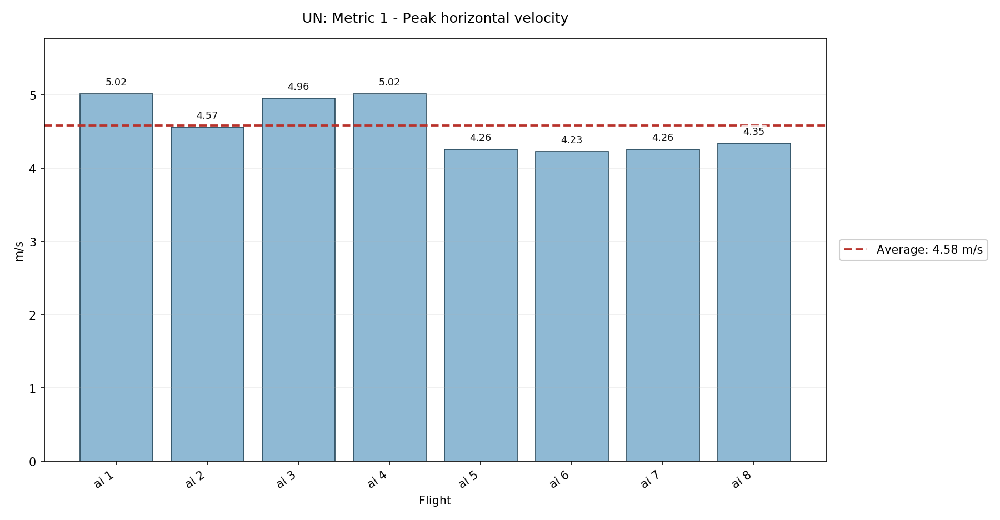 UN: Metric 1 - Peak horizontal velocity
5.02
4.57
4.96
5.02
4.26
4.23
4.26
4.35
5
4
3
2
1
0
m/s
ai 1
ai 2
ai 3
ai 4
ai 5
ai 6
ai 7
ai 8
Flight
Average: 4.58 m/s